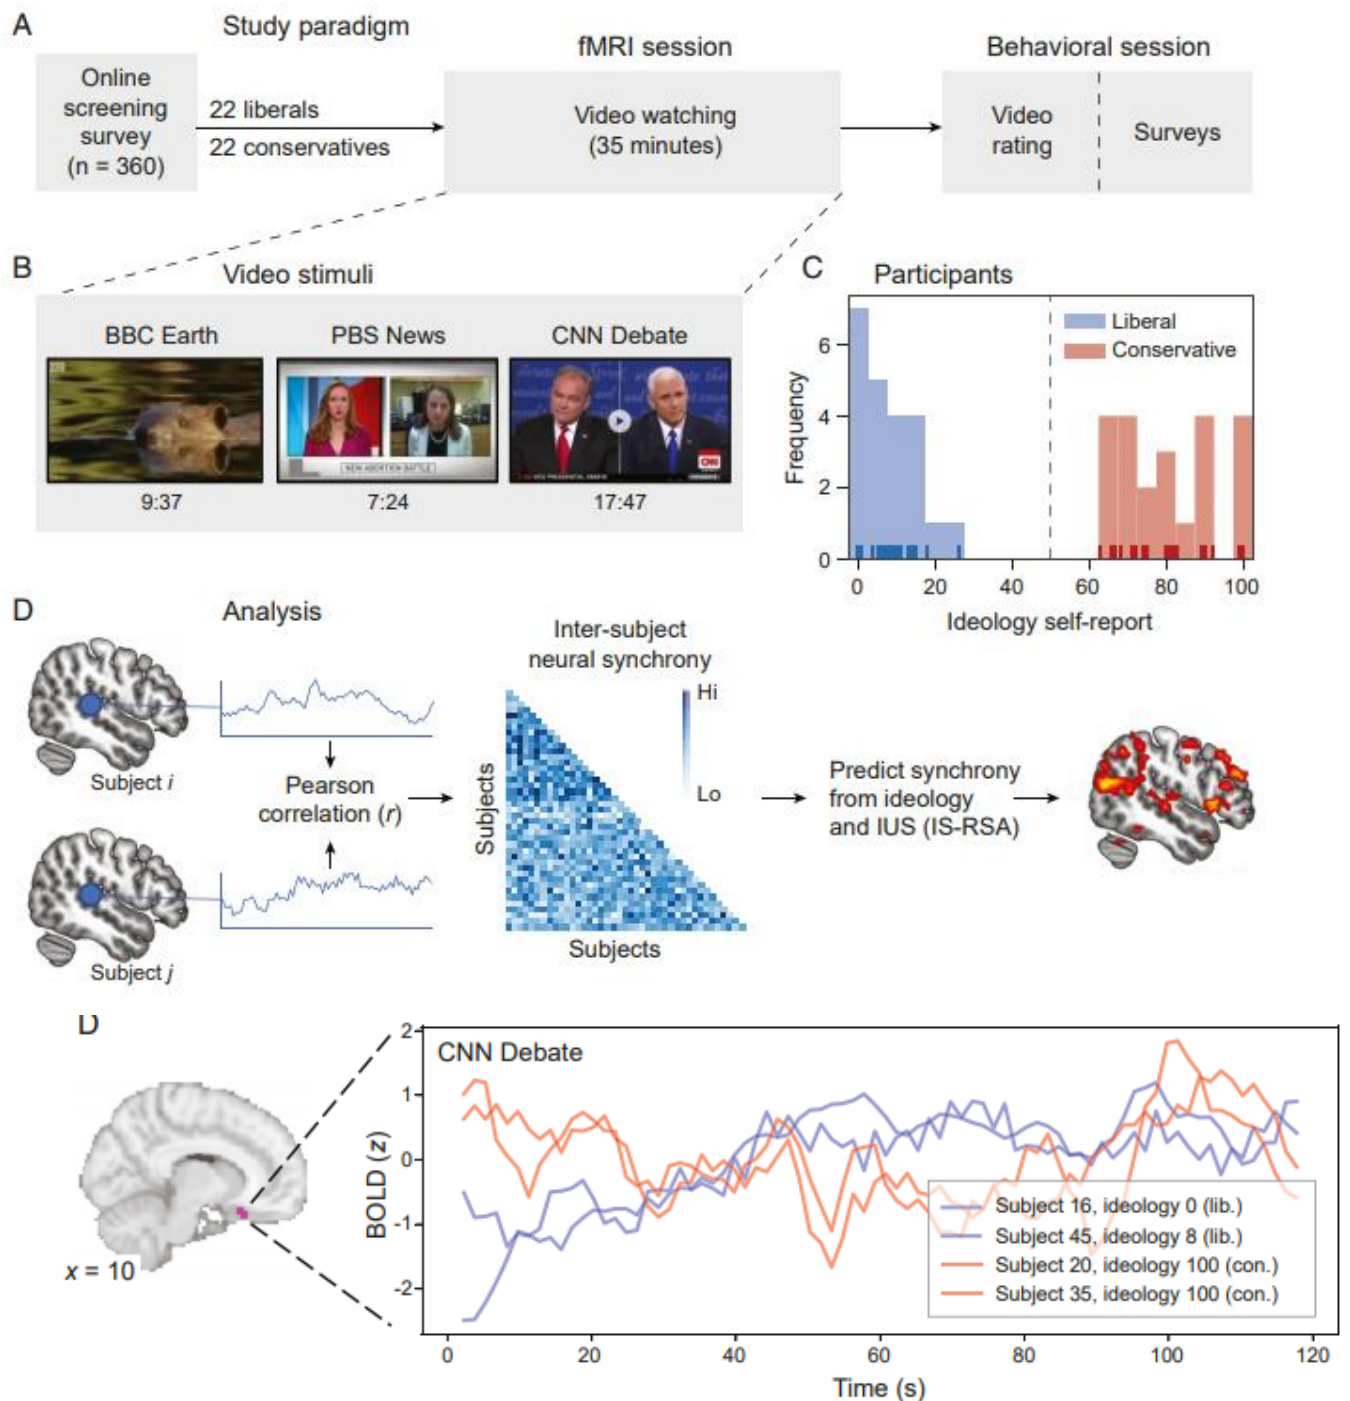 A
Study paradigm
Online
screening
survey
(n = 360)
22 liberals
22 conservatives
fMRI session
Video watching
(35 minutes)
Behavioral session
Video
rating
Surveys
B
Video stimuli
BBC Earth
PBS News
CNN Debate
NEW ABORTION BATTLE
CNN
9:37
7:24
17:47
C
Participants
Liberal
Conservative
Frequency
6
4
2
0
0 20 40 60 80 100
Ideology self-report
D
Analysis
Subject i
Pearson
correlation (r)
Subject j
Inter-subject
neural synchrony
Hi
Lo
Subjects
Subjects
Predict synchrony
from ideology
and IUS (IS-RSA)
D
x = 10
CNN Debate
BOLD (z)
2
1
0
-1
-2
Subject 16, ideology 0 (lib.)
Subject 45, ideology 8 (lib.)
Subject 20, ideology 100 (con.)
Subject 35, ideology 100 (con.)
0 20 40 60 80 100 120
Time (s)